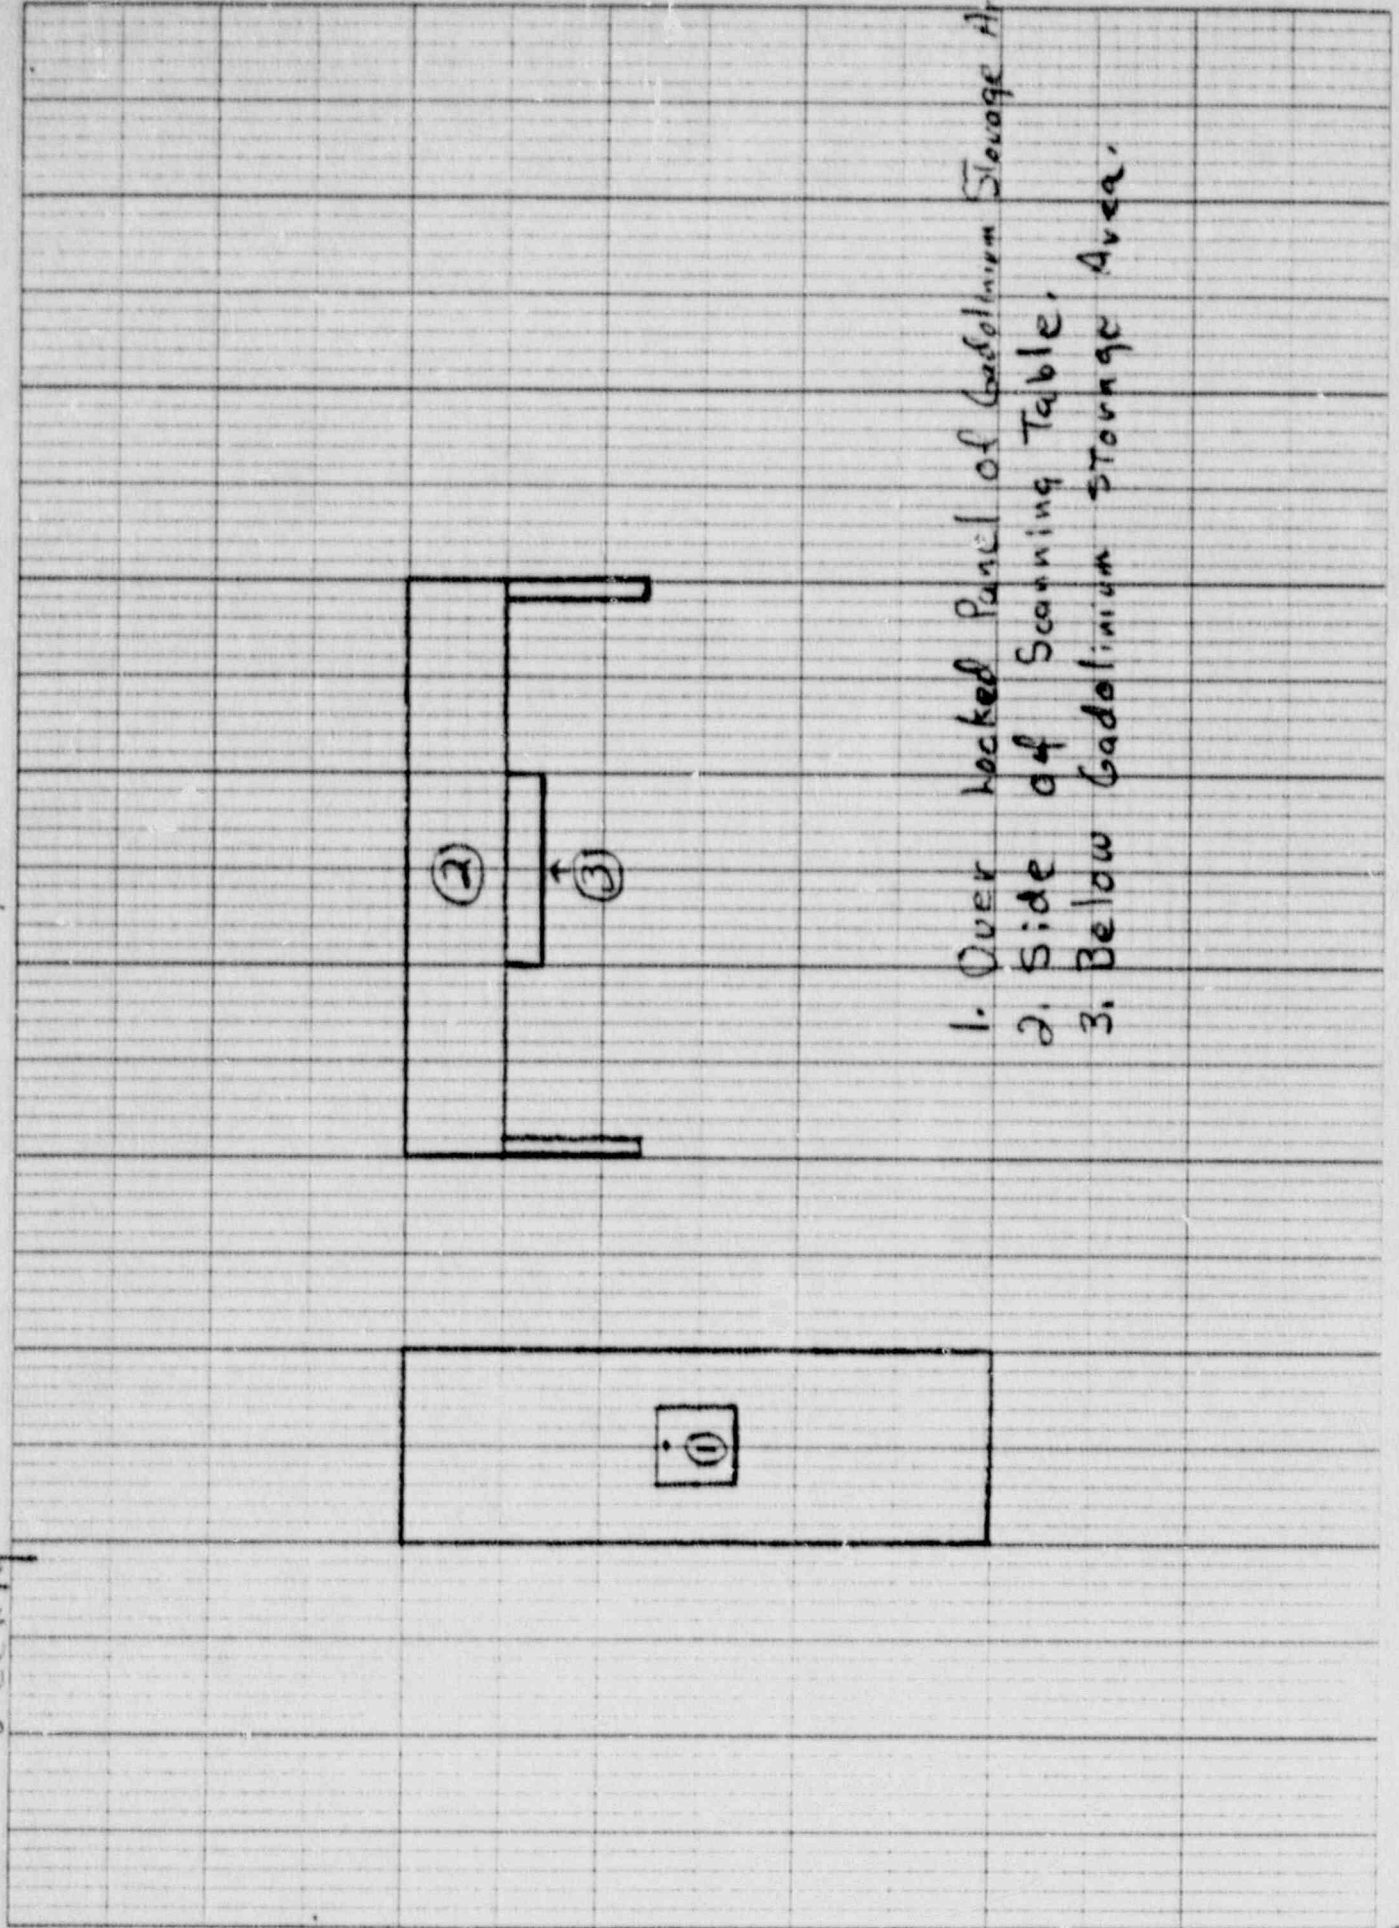 ②
③
①
1. Over Locked Panel of Gadolinium Storage
2. Side of Scanning Table.
3. Below Gadolinium Storage Area.